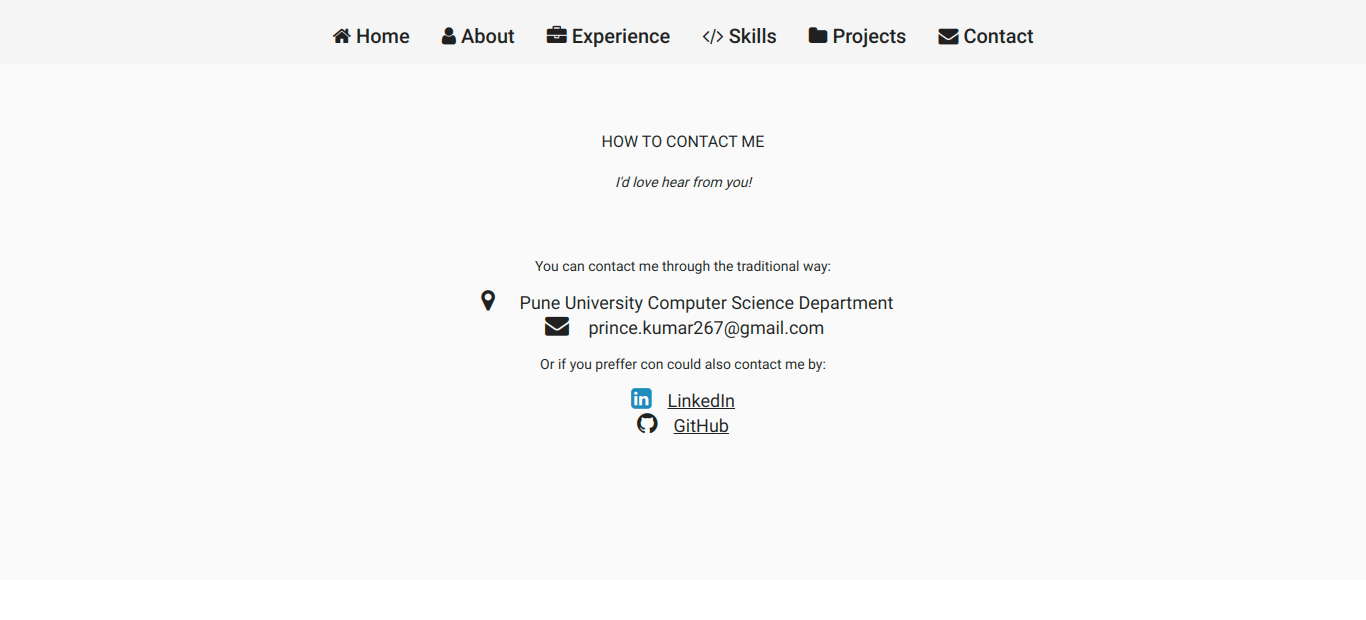 Home About Experience </> Skills Projects Contact
HOW TO CONTACT ME
I'd love hear from you!
You can contact me through the traditional way:
Pune University Computer Science Department
prince.kumar267@gmail.com
Or if you preffer con could also contact me by:
in LinkedIn
GitHub